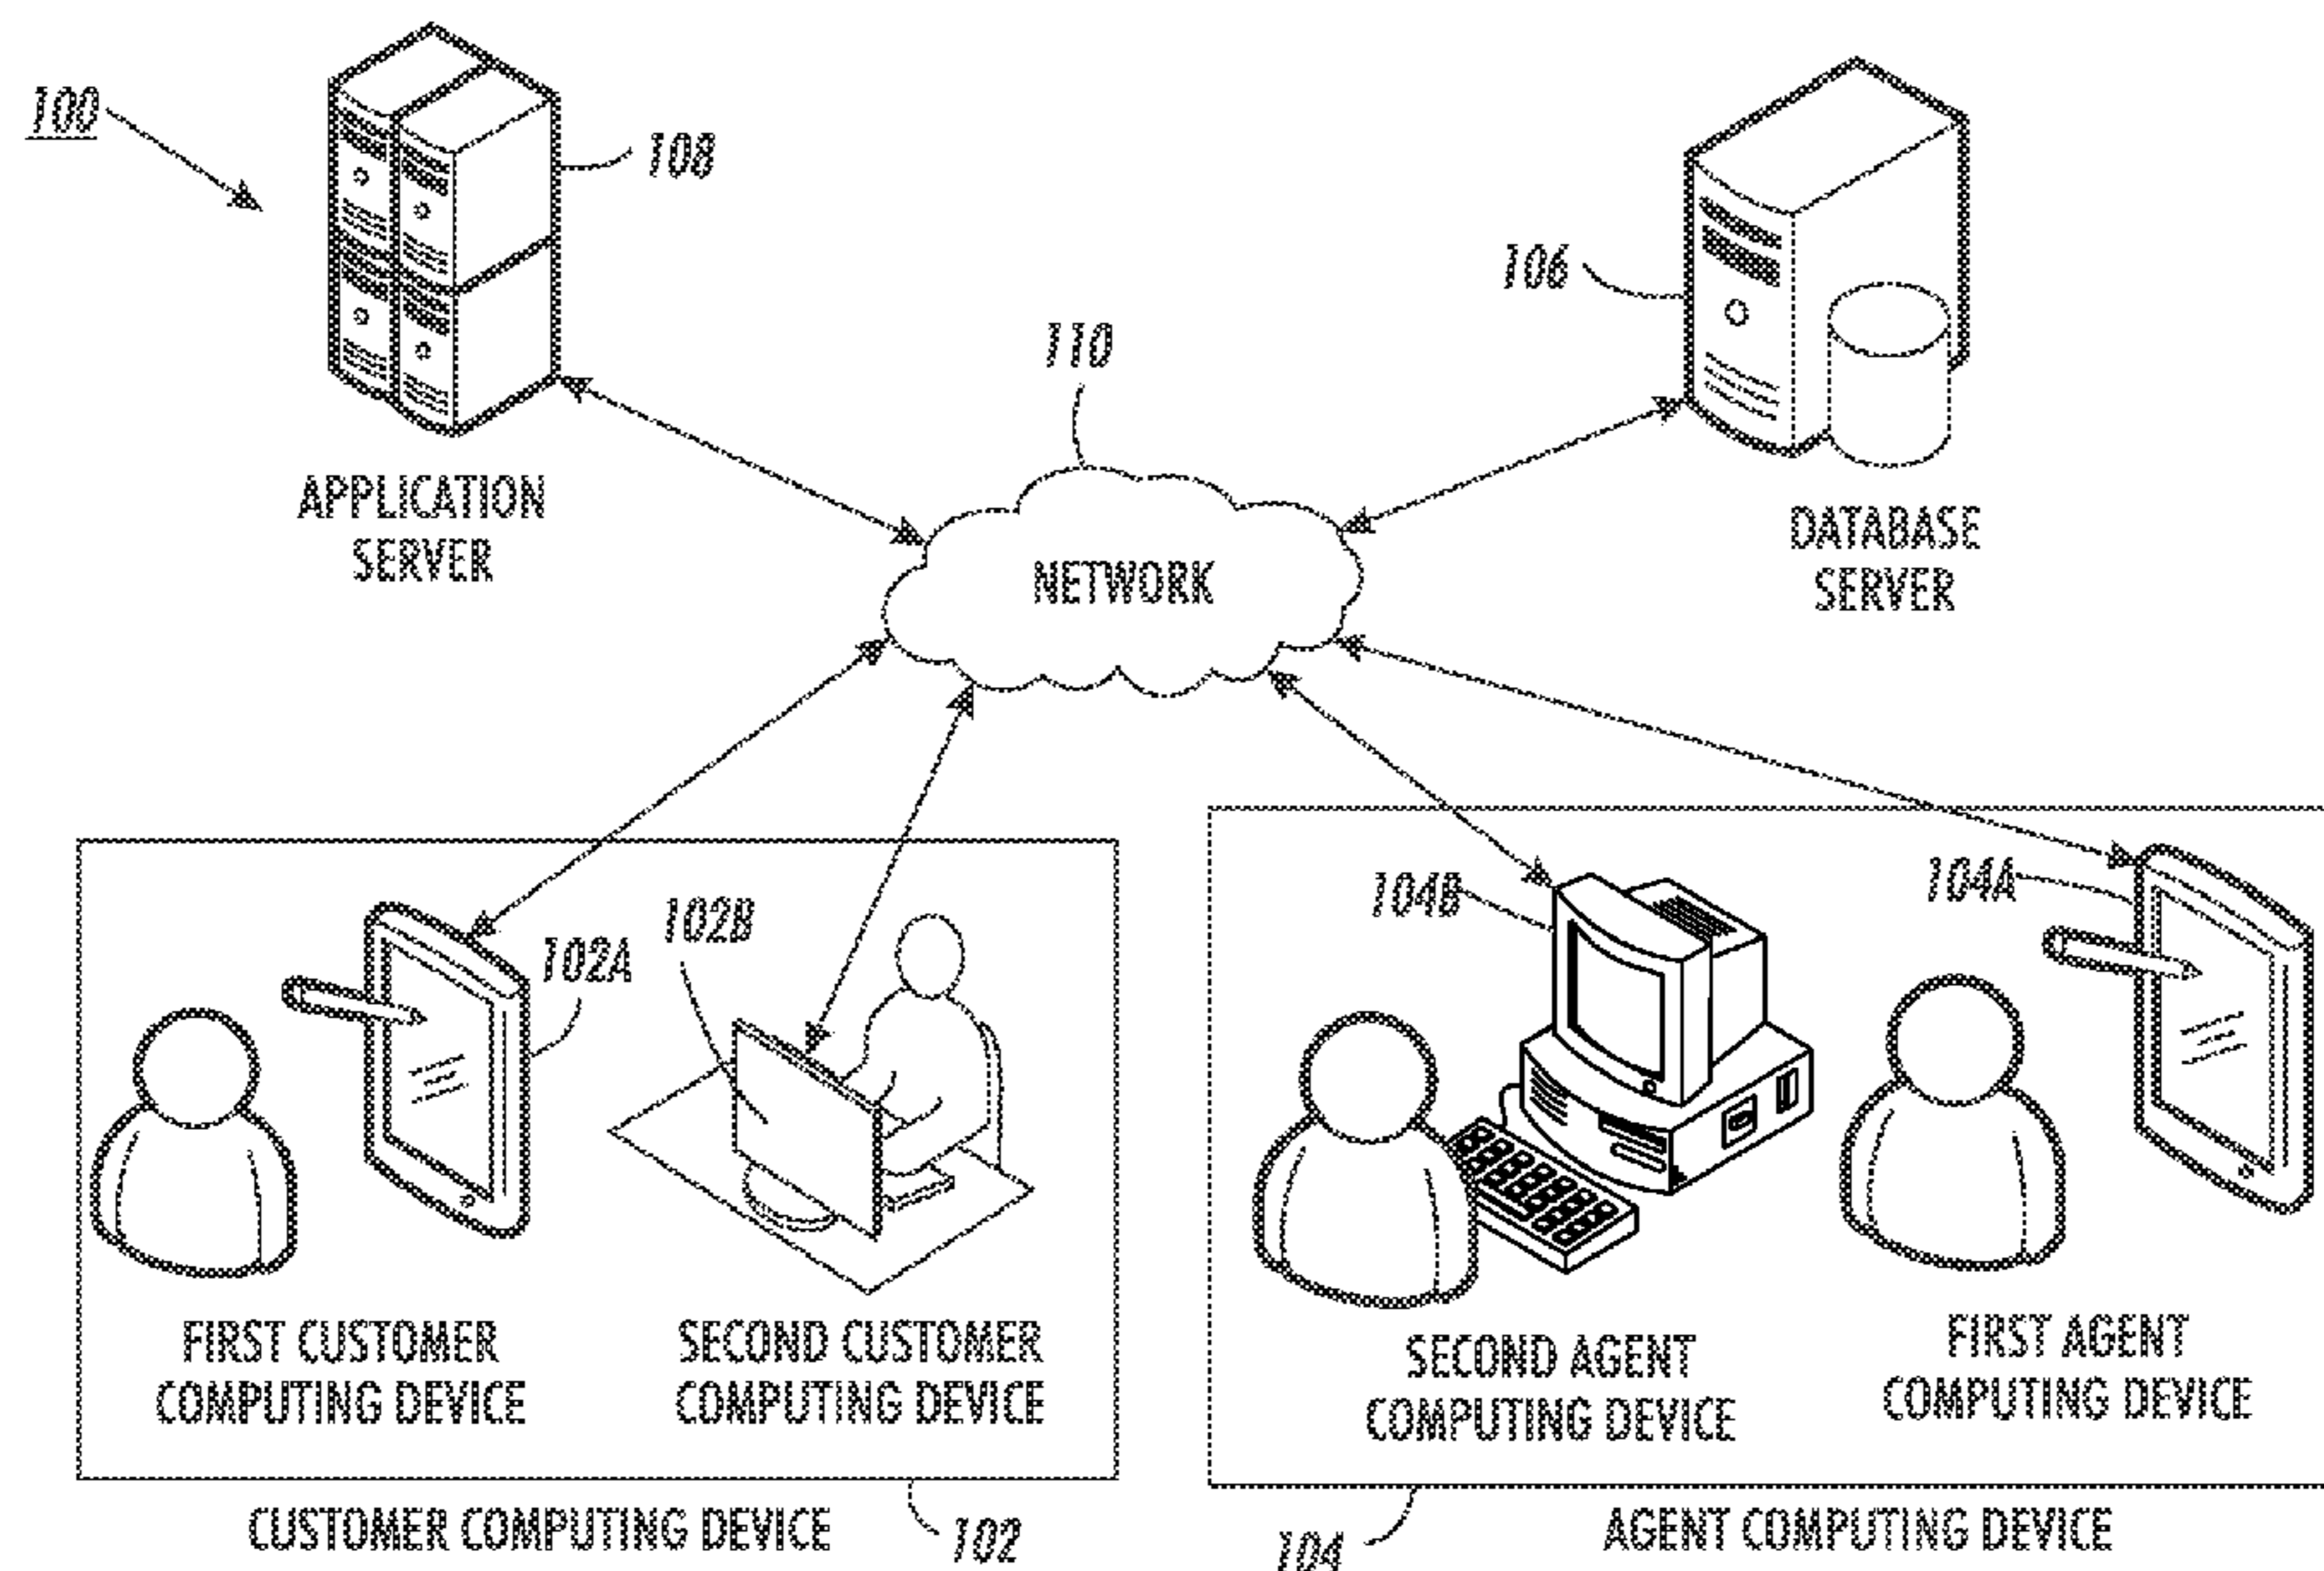 100
108
106
110
APPLICATION
SERVER
DATABASE
SERVER
NETWORK
102A
102B
104B
104A
FIRST CUSTOMER
COMPUTING DEVICE
SECOND CUSTOMER
COMPUTING DEVICE
SECOND AGENT
COMPUTING DEVICE
FIRST AGENT
COMPUTING DEVICE
CUSTOMER COMPUTING DEVICE
102
104
AGENT COMPUTING DEVICE